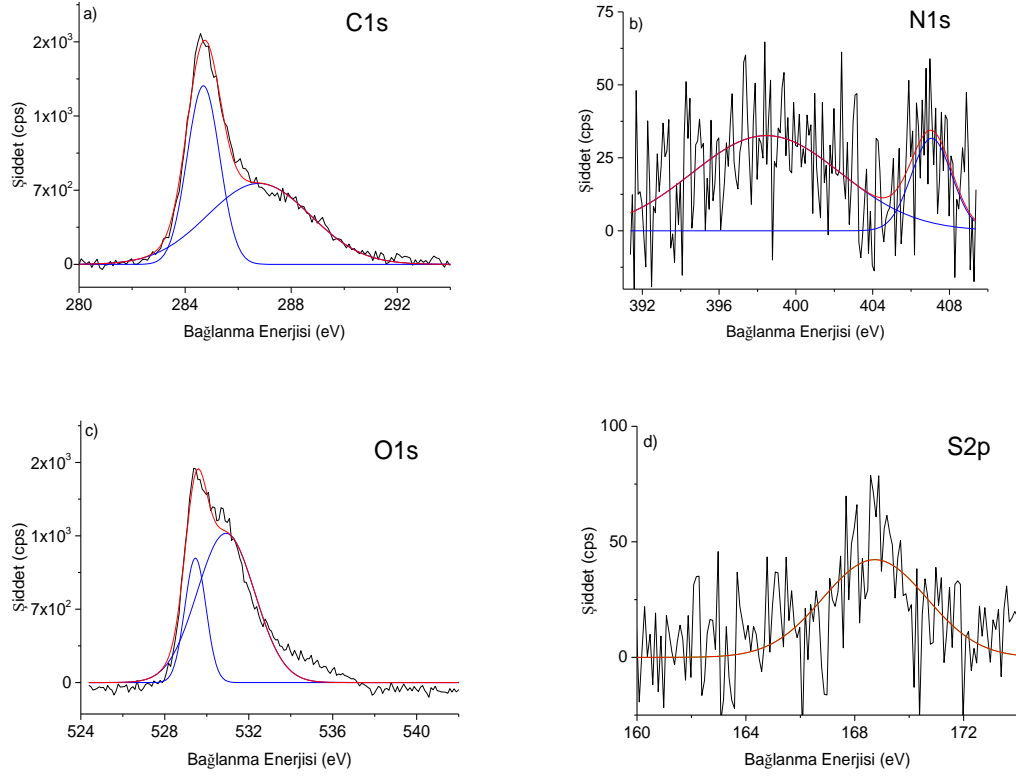 a)
C1s
2x10³
1x10³
7x10²
0
280 284 288 292
Şiddet (cps)
Bağlanma Enerjisi (eV)
b)
N1s
75
50
25
0
392 396 400 404 408
Şiddet (cps)
Bağlanma Enerjisi (eV)
c)
O1s
2x10³
1x10³
7x10²
0
524 528 532 536 540
Şiddet (cps)
Bağlanma Enerjisi (eV)
d)
S2p
100
50
0
160 164 168 172
Şiddet (cps)
Bağlanma Enerjisi (eV)